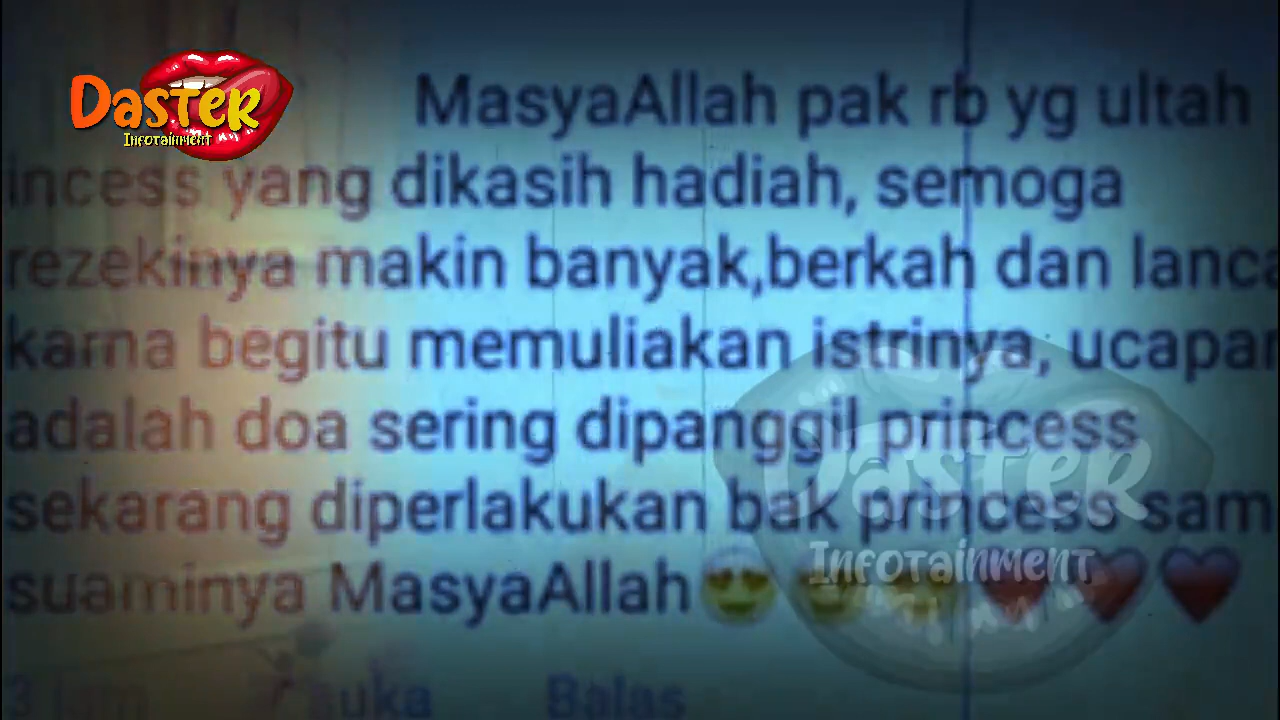 DASTER
INFOTAINMENT
MasyaAllah pak rb yg ultah
incess yang dikasih hadiah, semoga
rezekinya makin banyak,berkah dan lanca
karna begitu memuliakan istrinya, ucapan
adalah doa sering dipanggil princess
sekarang diperlakukan bak princess sam
suaminya MasyaAllah😍😍😍❤❤❤
DASTER
INFOTAINMENT
3 jam suka Balas